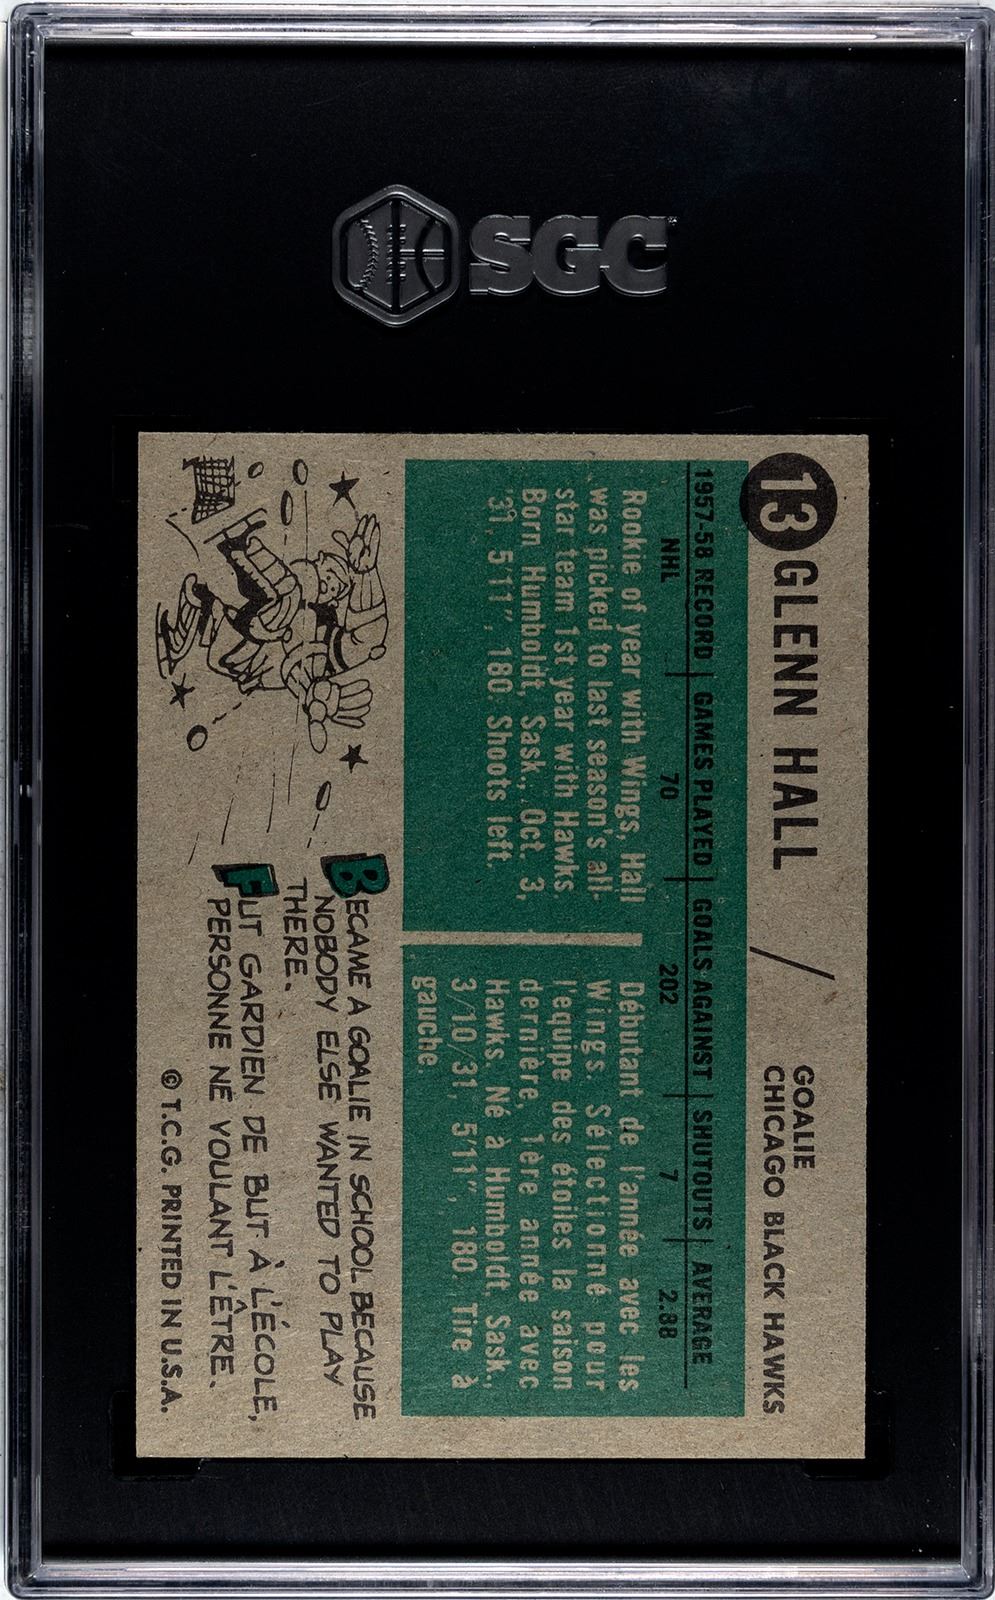 SGC
13 GLENN HALL
GOALIE
CHICAGO BLACK HAWKS
1957-58 RECORD | GAMES PLAYED | GOALS AGAINST | SHUTOUTS | AVERAGE
NHL 70 202 7 2.88
Rookie of year with Wings, Hall
was picked to last season's all-
star team 1st year with Hawks.
Born Humboldt, Sask., Oct. 3,
'31, 5'11", 180. Shoots left.
Débutant de l'année avec les
Wings. Sélectionné pour
l'equipe des étoiles la saison
dernière, 1ère année avec
Hawks. Né à Humboldt, Sask.,
3/10/31, 5'11", 180. Tire à
gauche.
BECAME A GOALIE IN SCHOOL BECAUSE
NOBODY ELSE WANTED TO PLAY
THERE.
FUT GARDIEN DE BUT À L'ÉCOLE,
PERSONNE NE VOULANT L'ÊTRE.
© T.C.G. PRINTED IN U.S.A.